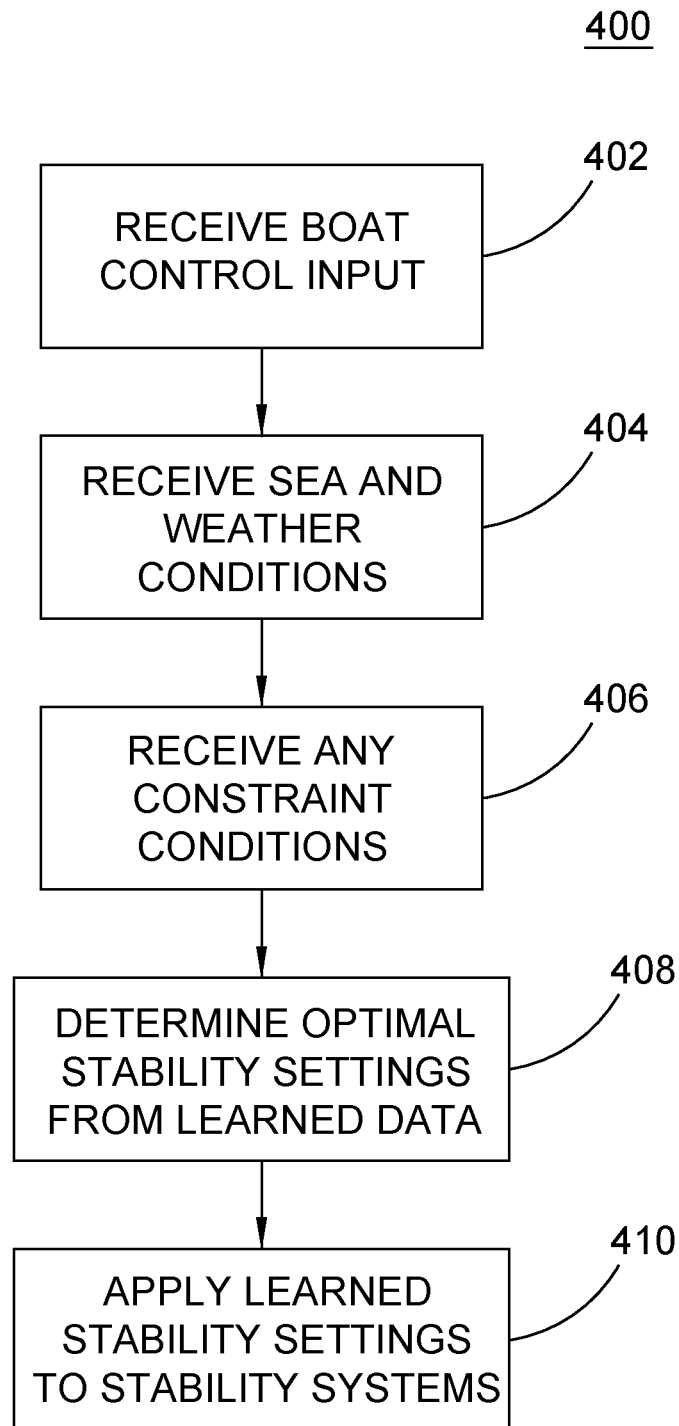 400
402
RECEIVE BOAT
CONTROL INPUT
404
RECEIVE SEA AND
WEATHER
CONDITIONS
406
RECEIVE ANY
CONSTRAINT
CONDITIONS
408
DETERMINE OPTIMAL
STABILITY SETTINGS
FROM LEARNED DATA
410
APPLY LEARNED
STABILITY SETTINGS
TO STABILITY SYSTEMS